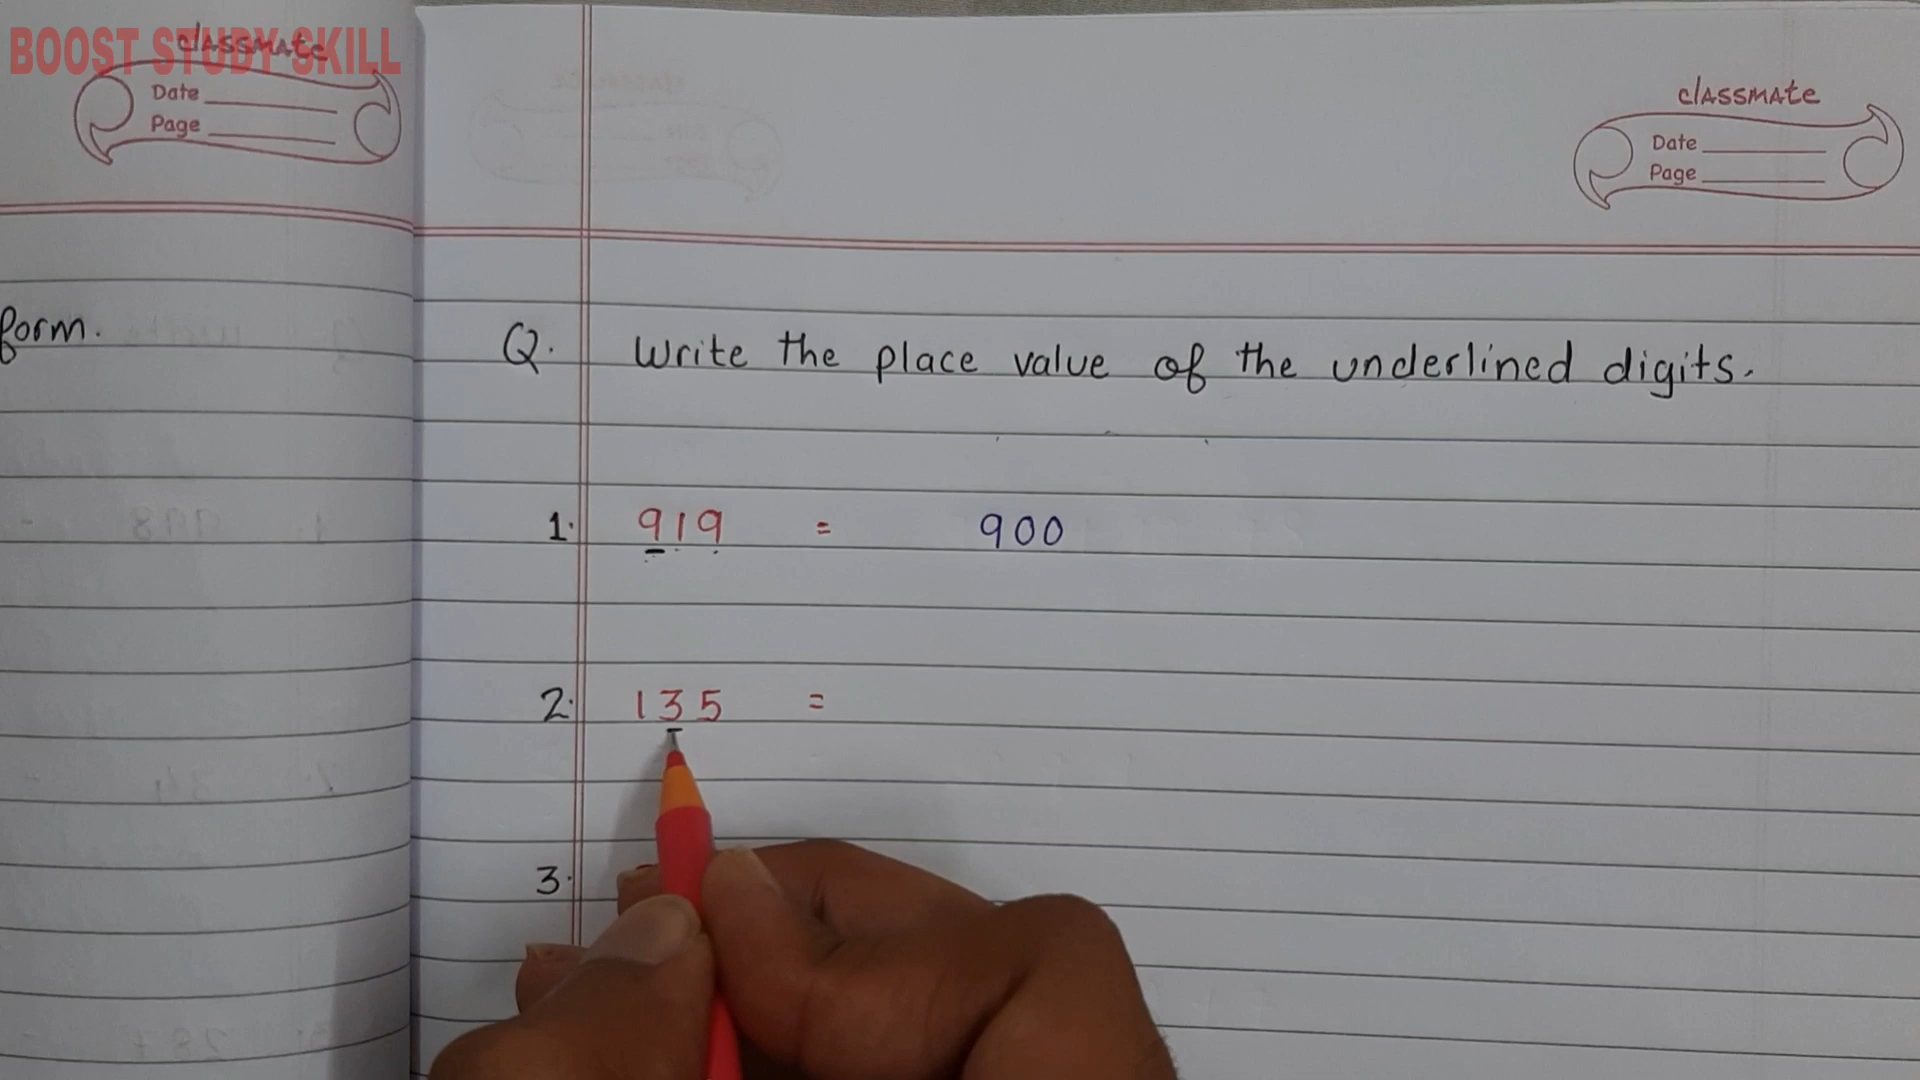 BOOST STUDY SKILL
classmate
Date
Page
classmate
Date
Page
form.
Q. Write the place value of the underlined digits.
1. 919 = 900
2. 135 =
3.